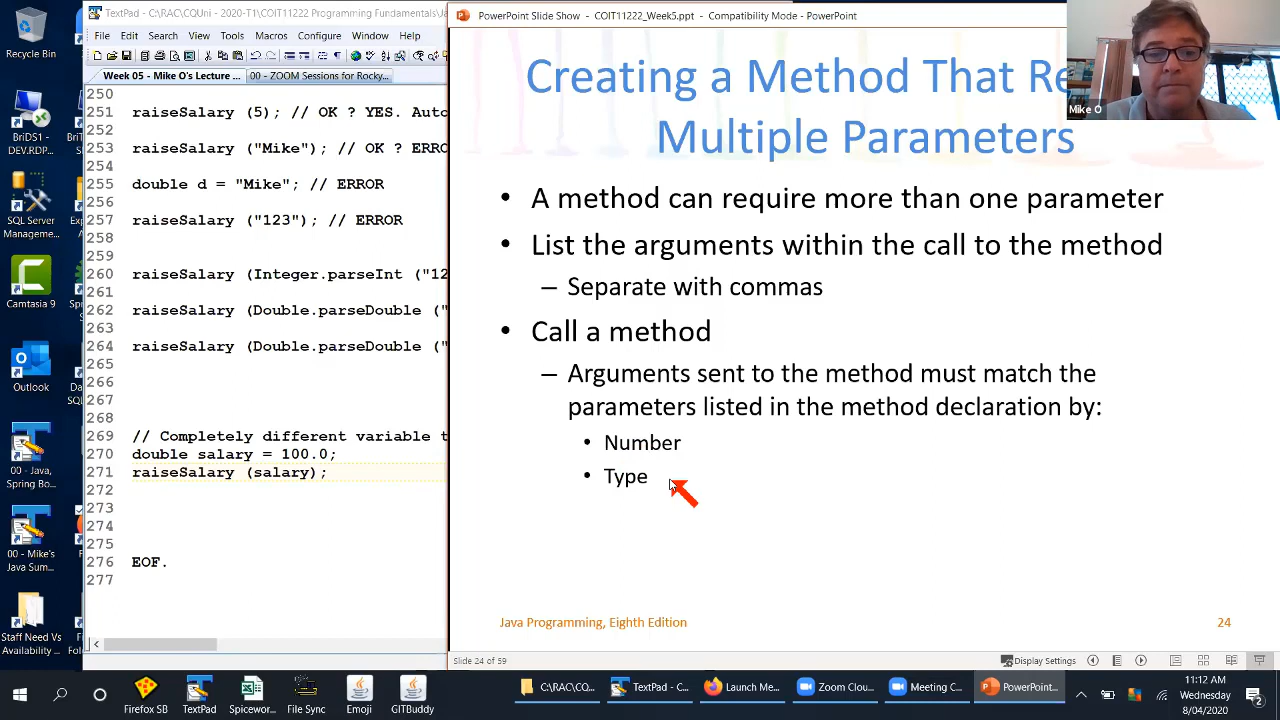 Recycle Bin
BriDS1 -
DEV.RDP...
SQL Server
Manageme...
Camtasia 9
Outlook
00 - Java,
Spring Bo...
00 - Mike's
Java Sum...
Staff Need Vs
Availability ...
TextPad - C:\RAC\CQUni - 2020-T1\COIT11222 Programming Fundamentals\
File Edit Search View Tools Macros Configure Window
Week 05 - Mike O's Lecture ... 00 - ZOOM Sessions for Rock
250
251 raiseSalary (5); // OK ? YES. Auto
252
253 raiseSalary ("Mike"); // OK ? ERRO
254
255 double d = "Mike"; // ERROR
256
257 raiseSalary ("123"); // ERROR
258
259
260 raiseSalary (Integer.parseInt ("12
261
262 raiseSalary (Double.parseDouble ("
263
264 raiseSalary (Double.parseDouble ("
265
266
267
268
269 // Completely different variable t
270 double salary = 100.0;
271 raiseSalary (salary);
272
273
274
275
276 EOF.
277
PowerPoint Slide Show - COIT11222_Week5.ppt - Compatibility Mode - PowerPoint
Mike O
Creating a Method That Re
Multiple Parameters
• A method can require more than one parameter
• List the arguments within the call to the method
– Separate with commas
• Call a method
– Arguments sent to the method must match the
parameters listed in the method declaration by:
• Number
• Type
Java Programming, Eighth Edition 24
Slide 24 of 59 Display Settings
Firefox SB
TextPad
Spicewor...
File Sync
Emoji
GITBuddy
C:\RAC\CQ...
TextPad - C...
Launch Me...
Zoom Clou...
Meeting C...
PowerPoint...
11:12 AM
Wednesday
8/04/2020
2